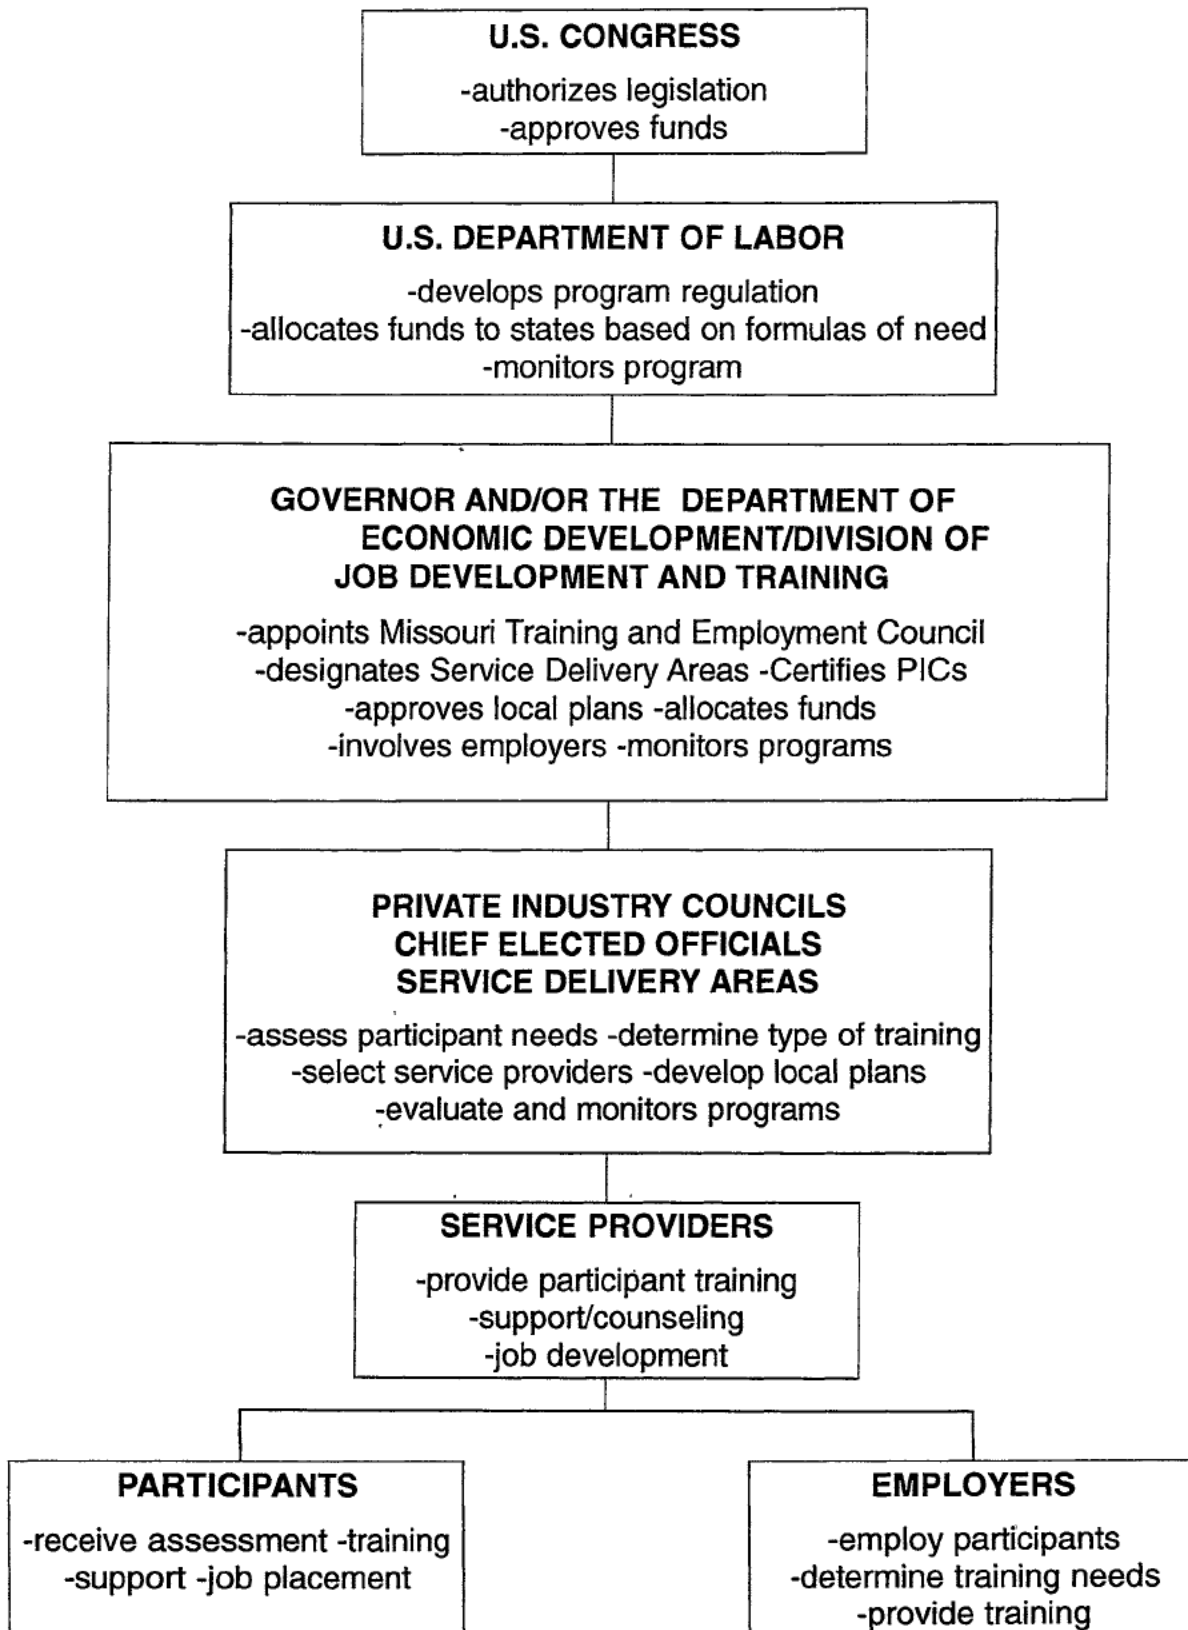 U.S. CONGRESS
-authorizes legislation
-approves funds
U.S. DEPARTMENT OF LABOR
-develops program regulation
-allocates funds to states based on formulas of need
-monitors program
GOVERNOR AND/OR THE DEPARTMENT OF
ECONOMIC DEVELOPMENT/DIVISION OF
JOB DEVELOPMENT AND TRAINING
-appoints Missouri Training and Employment Council
-designates Service Delivery Areas -Certifies PICs
-approves local plans -allocates funds
-involves employers -monitors programs
PRIVATE INDUSTRY COUNCILS
CHIEF ELECTED OFFICIALS
SERVICE DELIVERY AREAS
-assess participant needs -determine type of training
-select service providers -develop local plans
-evaluate and monitors programs
SERVICE PROVIDERS
-provide participant training
-support/counseling
-job development
PARTICIPANTS
-receive assessment -training
-support -job placement
EMPLOYERS
-employ participants
-determine training needs
-provide training